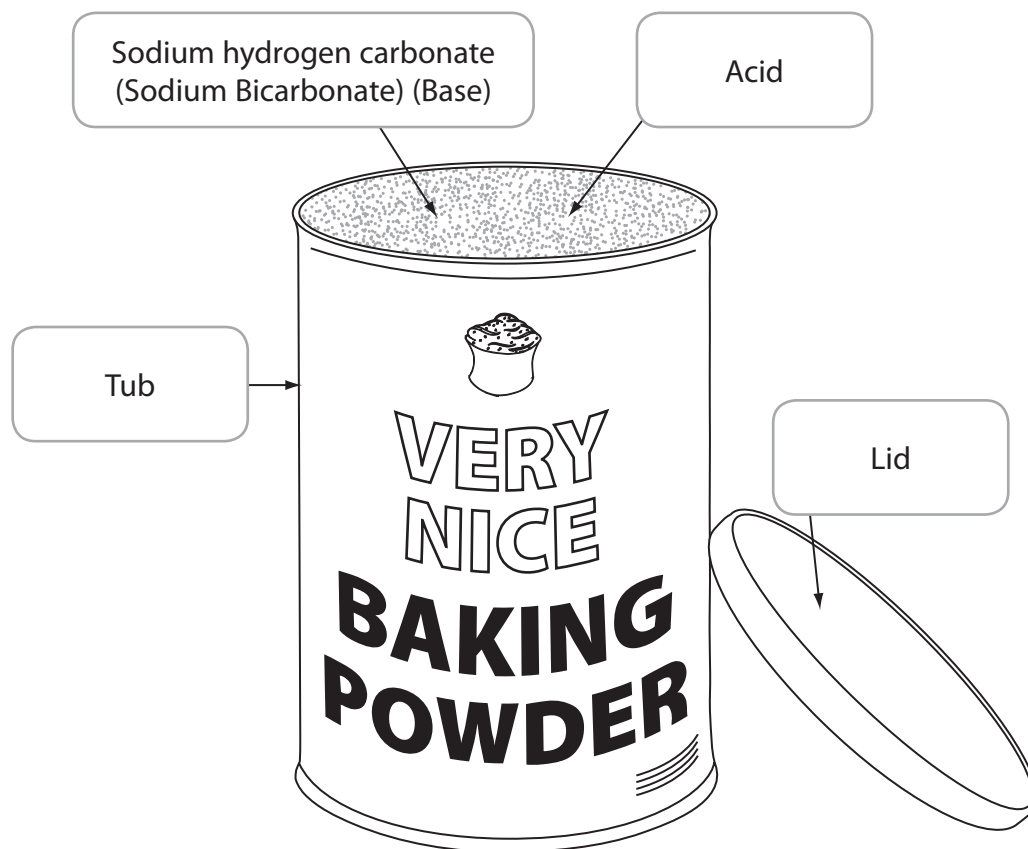 Sodium hydrogen carbonate
(Sodium Bicarbonate) (Base)
Acid
Tub
Lid
VERY
NICE
BAKING
POWDER